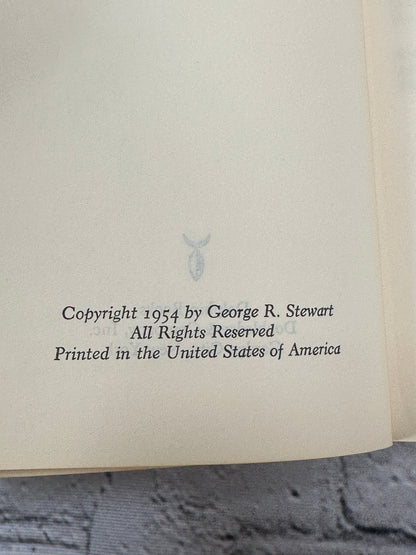 Copyright 1954 by George R. Stewart
All Rights Reserved
Printed in the United States of America